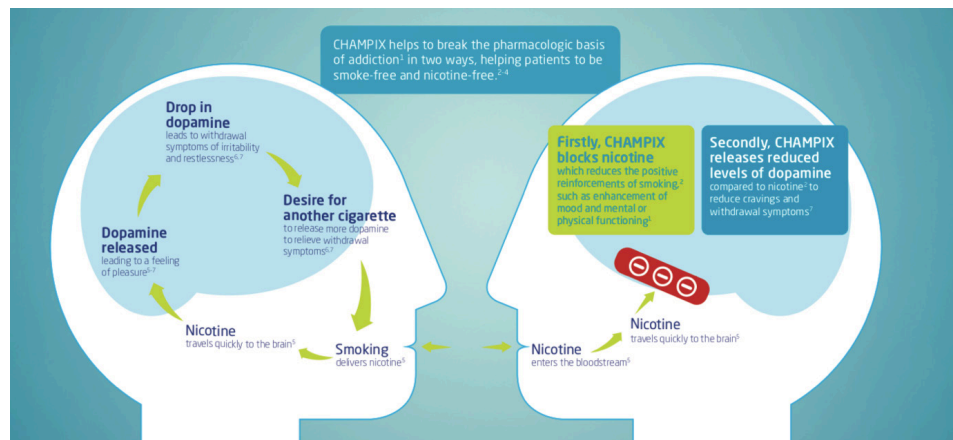 CHAMPIX helps to break the pharmacologic basis
of addiction¹ in two ways, helping patients to be
smoke-free and nicotine-free.²⁻⁴
Drop in
dopamine
leads to withdrawal
symptoms of irritability
and restlessness⁶,⁷
Desire for
another cigarette
to release more dopamine
to relieve withdrawal
symptoms⁶,⁷
Dopamine
released
leading to a feeling
of pleasure⁵⁻⁷
Nicotine
travels quickly to the brain⁵
Smoking
delivers nicotine⁵
Firstly, CHAMPIX
blocks nicotine
which reduces the positive
reinforcements of smoking,²
such as enhancement of
mood and mental or
physical functioning¹
Secondly, CHAMPIX
releases reduced
levels of dopamine
compared to nicotine² to
reduce cravings and
withdrawal symptoms⁷
Nicotine
enters the bloodstream⁵
Nicotine
travels quickly to the brain⁵